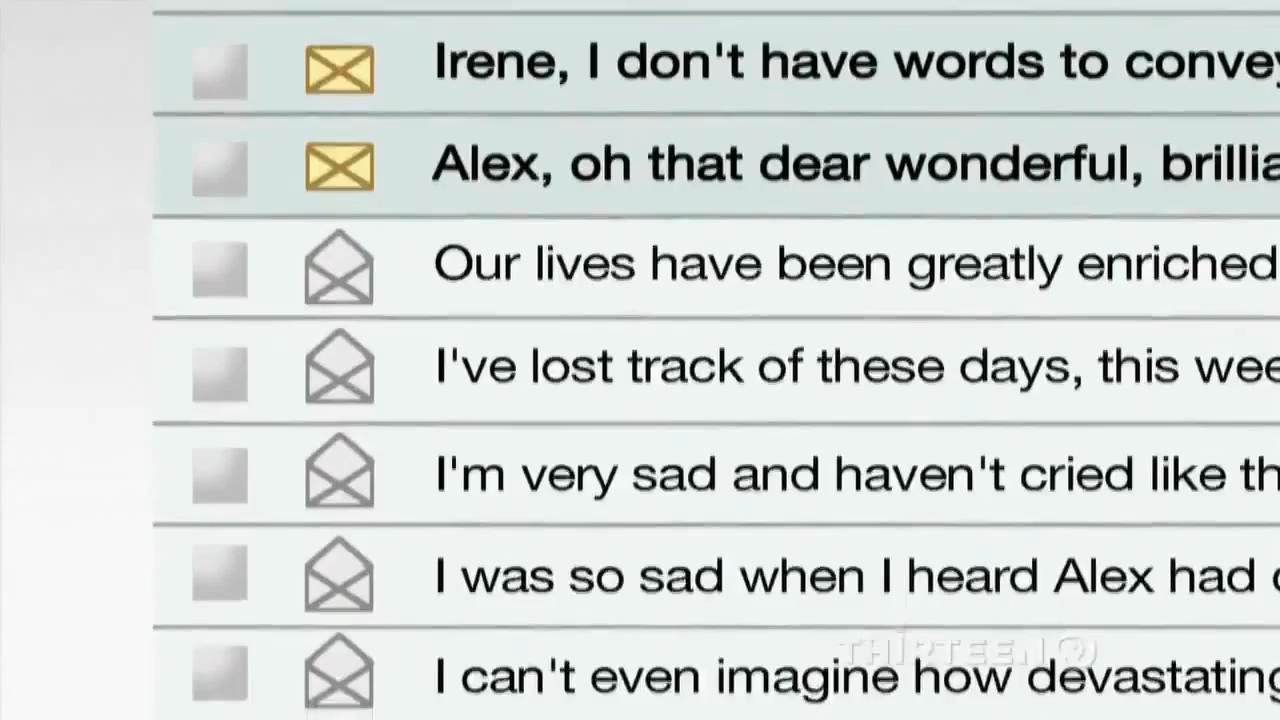 Irene, I don't have words to convey
Alex, oh that dear wonderful, brillia
Our lives have been greatly enriched
I've lost track of these days, this wee
I'm very sad and haven't cried like th
I was so sad when I heard Alex had d
THIRTEEN
I can't even imagine how devastating